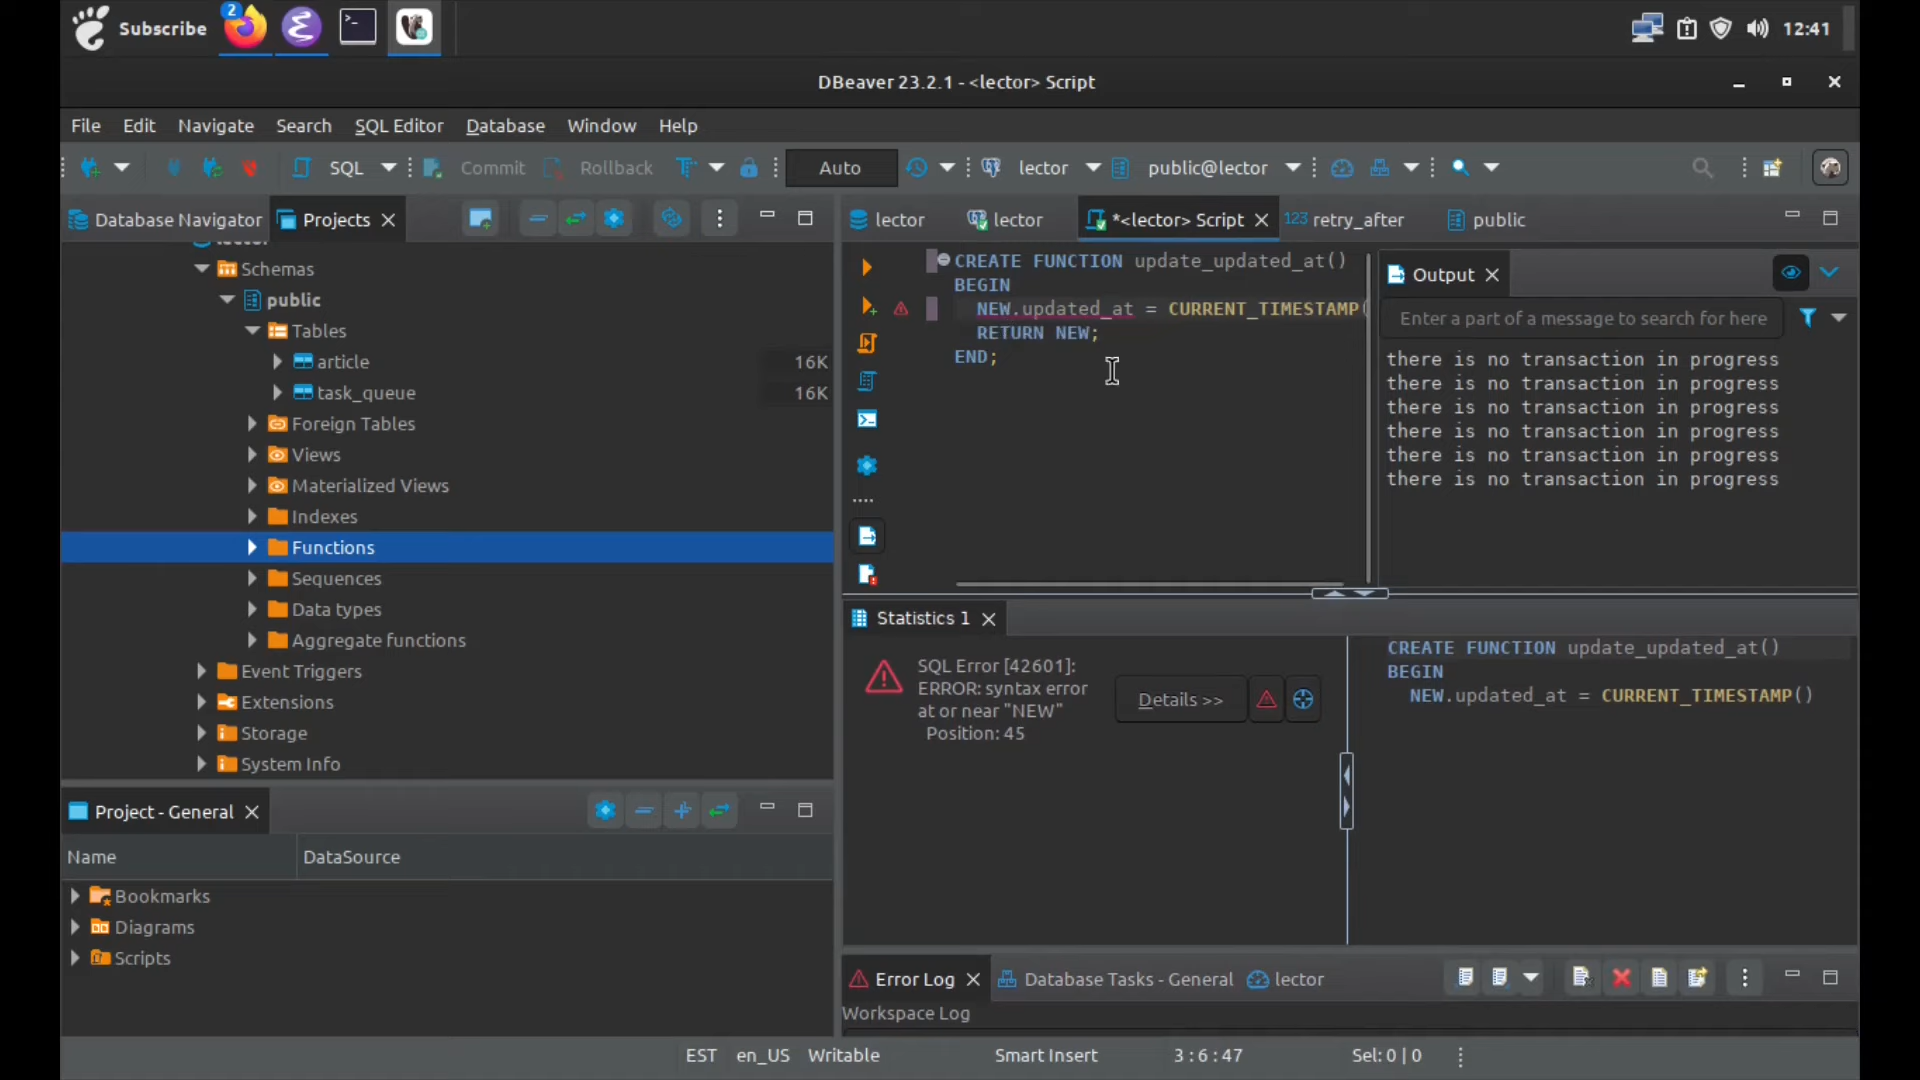 2
Subscribe
12:41
DBeaver 23.2.1 - <lector> Script
File Edit Navigate Search SQL Editor Database Window Help
SQL Commit Rollback Auto lector public@lector
Database Navigator Projects
Schemas
public
Tables
article 16K
task_queue 16K
Foreign Tables
Views
Materialized Views
Indexes
Functions
Sequences
Data types
Aggregate functions
Event Triggers
Extensions
Storage
System Info
Project - General
Name DataSource
Bookmarks
Diagrams
Scripts
lector lector *<lector> Script 123 retry_after public
CREATE FUNCTION update_updated_at()
BEGIN
NEW.updated_at = CURRENT_TIMESTAMP(
RETURN NEW;
END;
Output
Enter a part of a message to search for here
there is no transaction in progress
there is no transaction in progress
there is no transaction in progress
there is no transaction in progress
there is no transaction in progress
there is no transaction in progress
Statistics 1
SQL Error [42601]:
ERROR: syntax error
at or near "NEW"
Position: 45
Details >>
CREATE FUNCTION update_updated_at()
BEGIN
NEW.updated_at = CURRENT_TIMESTAMP()
Error Log Database Tasks - General lector
Workspace Log
EST en_US Writable Smart Insert 3 : 6 : 47 Sel: 0 | 0